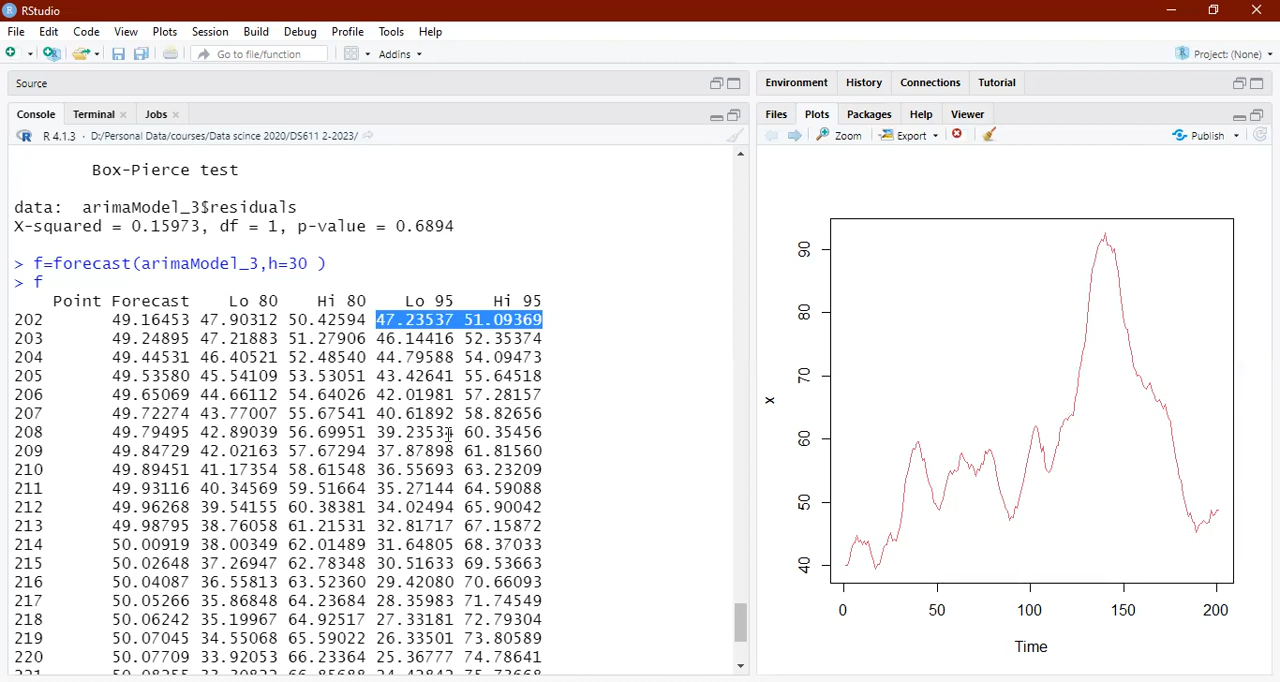 RStudio
File Edit Code View Plots Session Build Debug Profile Tools Help
Go to file/function Addins Project: (None)
Source
Console Terminal Jobs
R 4.1.3 · D:/Personal Data/courses/Data scince 2020/DS611 2-2023/
Box-Pierce test
data: arimaModel_3$residuals
X-squared = 0.15973, df = 1, p-value = 0.6894
> f=forecast(arimaModel_3,h=30 )
> f
Point Forecast Lo 80 Hi 80 Lo 95 Hi 95
202 49.16453 47.90312 50.42594 47.23537 51.09369
203 49.24895 47.21883 51.27906 46.14416 52.35374
204 49.44531 46.40521 52.48540 44.79588 54.09473
205 49.53580 45.54109 53.53051 43.42641 55.64518
206 49.65069 44.66112 54.64026 42.01981 57.28157
207 49.72274 43.77007 55.67541 40.61892 58.82656
208 49.79495 42.89039 56.69951 39.23534 60.35456
209 49.84729 42.02163 57.67294 37.87898 61.81560
210 49.89451 41.17354 58.61548 36.55693 63.23209
211 49.93116 40.34569 59.51664 35.27144 64.59088
212 49.96268 39.54155 60.38381 34.02494 65.90042
213 49.98795 38.76058 61.21531 32.81717 67.15872
214 50.00919 38.00349 62.01489 31.64805 68.37033
215 50.02648 37.26947 62.78348 30.51633 69.53663
216 50.04087 36.55813 63.52360 29.42080 70.66093
217 50.05266 35.86848 64.23684 28.35983 71.74549
218 50.06242 35.19967 64.92517 27.33181 72.79304
219 50.07045 34.55068 65.59022 26.33501 73.80589
220 50.07709 33.92053 66.23364 25.36777 74.78641
Environment History Connections Tutorial
Files Plots Packages Help Viewer
Zoom Export Publish
x
90
80
70
60
50
40
0 50 100 150 200
Time